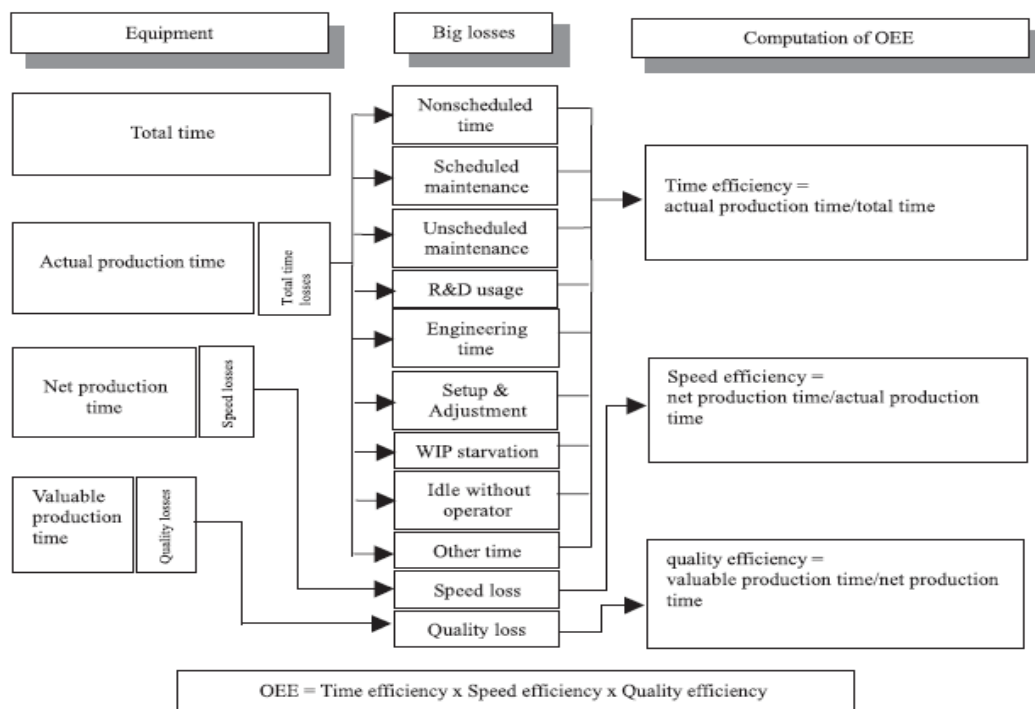 Equipment
Big losses
Computation of OEE
Total time
Actual production time
Total time
losses
Net production
time
Speed losses
Valuable
production
time
Quality losses
Nonscheduled
time
Scheduled
maintenance
Unscheduled
maintenance
R&D usage
Engineering
time
Setup &
Adjustment
WIP starvation
Idle without
operator
Other time
Speed loss
Quality loss
Time efficiency =
actual production time/total time
Speed efficiency =
net production time/actual production
time
quality efficiency =
valuable production time/net production
time
OEE = Time efficiency x Speed efficiency x Quality efficiency